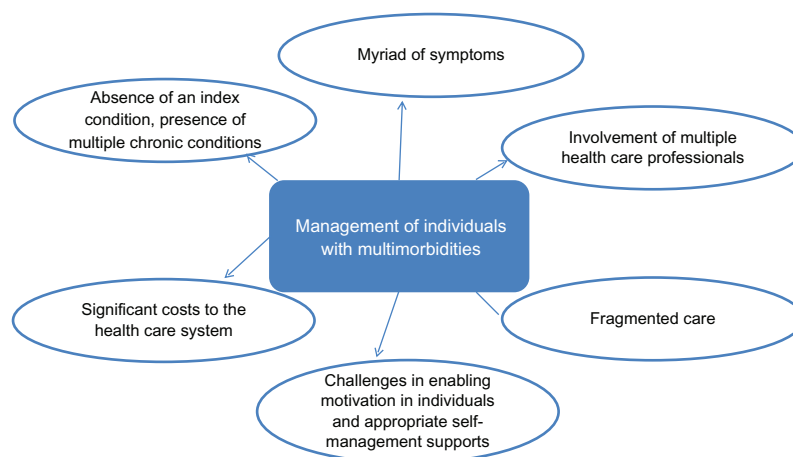 Myriad of symptoms
Absence of an index
condition, presence of
multiple chronic conditions
Involvement of multiple
health care professionals
Management of individuals
with multimorbidities
Significant costs to the
health care system
Fragmented care
Challenges in enabling
motivation in individuals
and appropriate self-
management supports